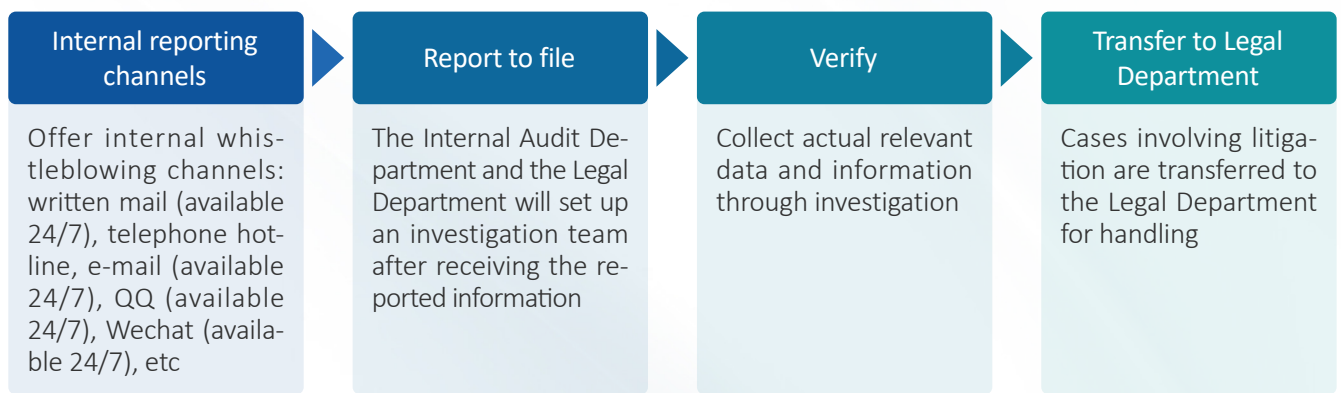 Internal reporting
channels
Offer internal whis-
tleblowing channels:
written mail (available
24/7), telephone hot-
line, e-mail (available
24/7), QQ (available
24/7), Wechat (availa-
ble 24/7), etc
Report to file
The Internal Audit De-
partment and the Legal
Department will set up
an investigation team
after receiving the re-
ported information
Verify
Collect actual relevant
data and information
through investigation
Transfer to Legal
Department
Cases involving litiga-
tion are transferred to
the Legal Department
for handling